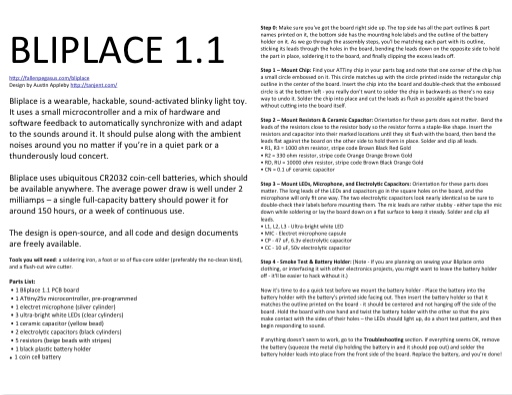 BLIPLACE 1.1
http://fallenpegasus.com/bliplace
Design by Austin Appleby http://tanjent.com/
Bliplace is a wearable, hackable, sound-activated blinky light toy.
It uses a small microcontroller and a mix of hardware and
software feedback to automatically synchronize with and adapt
to the sounds around it. It should pulse along with the ambient
noises around you no matter if you're in a quiet park or a
thunderously loud concert.
Bliplace uses ubiquitous CR2032 coin-cell batteries, which should
be available anywhere. The average power draw is well under 2
milliamps – a single full-capacity battery should power it for
around 150 hours, or a week of continuous use.
The design is open-source, and all code and design documents
are freely available.
Tools you will need: a soldering iron, a foot or so of flux-core solder (preferably the no-clean kind),
and a flush-cut wire cutter.
Parts List:
• 1 Bliplace 1.1 PCB board
• 1 ATTiny25v microcontroller, pre-programmed
• 1 electret microphone (silver cylinder)
• 3 ultra-bright white LEDs (clear cylinders)
• 1 ceramic capacitor (yellow bead)
• 2 electrolytic capacitors (black cylinders)
• 5 resistors (beige beads with stripes)
• 1 black plastic battery holder
• 1 coin cell battery
Step 0: Make sure you've got the board right side up. The top side has all the part outlines & part
names printed on it, the bottom side has the mounting hole labels and the outline of the battery
holder on it. As we go through the assembly steps, you'll be matching each part with its outline,
sticking its leads through the holes in the board, bending the leads down on the opposite side to hold
the part in place, soldering it to the board, and finally clipping the excess leads off.
Step 1 – Mount Chip: Find your ATTiny chip in your parts bag and note that one corner of the chip has
a small circle embossed on it. This circle matches up with the circle printed inside the rectangular chip
outline in the center of the board. Insert the chip into the board and double-check that the embossed
circle is at the bottom left - you really don't want to solder the chip in backwards as there's no easy
way to undo it. Solder the chip into place and cut the leads as flush as possible against the board
without cutting into the board itself.
Step 2 – Mount Resistors & Ceramic Capacitor: Orientation for these parts does not matter. Bend the
leads of the resistors close to the resistor body so the resistor forms a staple-like shape. Insert the
resistors and capacitor into their marked locations until they sit flush with the board, then bend the
leads flat against the board on the other side to hold them in place. Solder and clip all leads.
• R1, R3 = 1000 ohm resistor, stripe code Brown Black Red Gold
• R2 = 330 ohm resistor, stripe code Orange Orange Brown Gold
• RD, RU = 10000 ohm resistor, stripe code Brown Black Orange Gold
• CN = 0.1 uf ceramic capacitor
Step 3 – Mount LEDs, Microphone, and Electrolytic Capacitors: Orientation for these parts does
matter. The long leads of the LEDs and capacitors go in the square holes on the board, and the
microphone will only fit one way. The two electrolytic capacitors look nearly identical so be sure to
double-check their labels before mounting them. The mic leads are rather stubby - either tape the mic
down while soldering or lay the board down on a flat surface to keep it steady. Solder and clip all
leads.
• L1, L2, L3 - Ultra-bright white LED
• MIC - Electret microphone capsule
• CP - 47 uf, 6.3v electrolytic capacitor
• CC - 10 uf, 50v electrolytic capacitor
Step 4 - Smoke Test & Battery Holder: (Note - If you are planning on sewing your Bliplace onto
clothing, or interfacing it with other electronics projects, you might want to leave the battery holder
off - it'll be easier to hack without it.)
Now it's time to do a quick test before we mount the battery holder - Place the battery into the
battery holder with the battery's printed side facing out. Then insert the holder so that it
matches the outline printed on the board - it should be centered and not hanging off the side of the
board. Hold the board with one hand and twist the battery holder with the other so that the pins
make contact with the sides of their holes – the LEDs should light up, do a short test pattern, and then
begin responding to sound.
If anything doesn't seem to work, go to the Troubleshooting section. If everything seems OK, remove
the battery (squeeze the metal clip holding the battery in and it should pop out) and solder the
battery holder leads into place from the front side of the board. Replace the battery, and you're done!